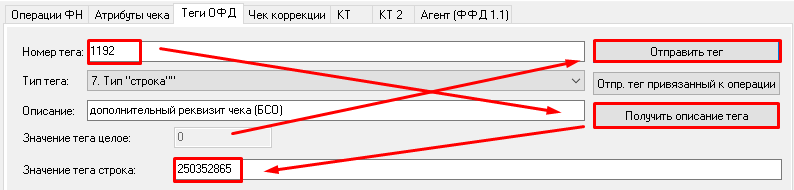 Операции ФН Атрибуты чека Теги ОФД Чек коррекции КТ КТ 2 Агент (ФФД 1.1)
Номер тега: 1192 Отправить тег
Тип тега: 7. Тип "строка"" Отпр. тег привязанный к операции
Описание: дополнительный реквизит чека (БСО) Получить описание тега
Значение тега целое: 0
Значение тега строка: 250352865